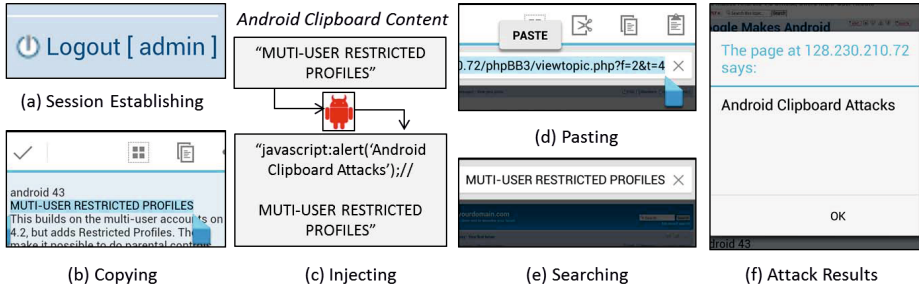 Logout [ admin ]
(a) Session Establishing
android 43
MUTI-USER RESTRICTED PROFILES
This builds on the multi-user accounts on
4.2, but adds Restricted Profiles. The
make it possible to do parental controls
(b) Copying
Android Clipboard Content
“MUTI-USER RESTRICTED
PROFILES”
“javascript:alert(‘Android
Clipboard Attacks’);//
MUTI-USER RESTRICTED
PROFILES”
(c) Injecting
PASTE
0.72/phpBB3/viewtopic.php?f=2&t=4
(d) Pasting
MUTI-USER RESTRICTED PROFILES
yourdomain.com
(e) Searching
ogle Makes Android
The page at 128.230.210.72
says:
Android Clipboard Attacks
OK
droid 43
(f) Attack Results